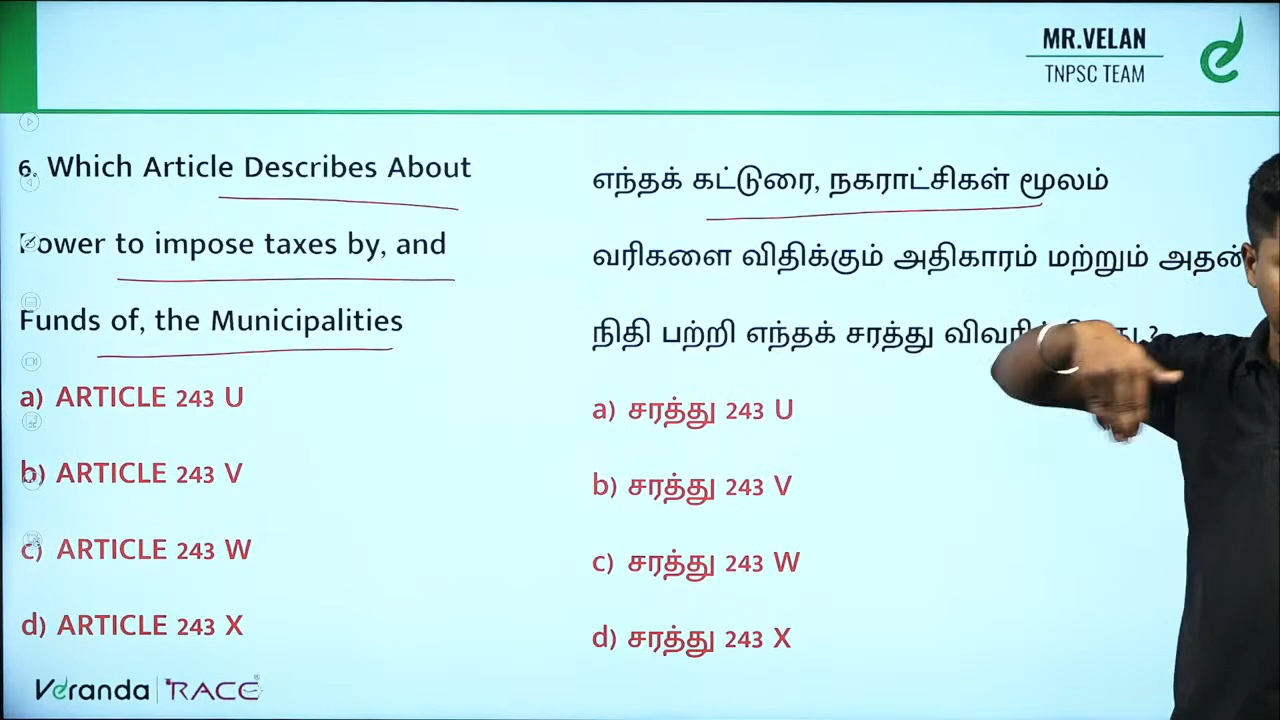 MR.VELAN
TNPSC TEAM
6. Which Article Describes About
Power to impose taxes by, and
Funds of, the Municipalities
a) ARTICLE 243 U
b) ARTICLE 243 V
c) ARTICLE 243 W
d) ARTICLE 243 X
எந்தக் கட்டுரை, நகராட்சிகள் மூலம்
வரிகளை விதிக்கும் அதிகாரம் மற்றும் அதன்
நிதி பற்றி எந்தக் சரத்து
a) சரத்து 243 U
b) சரத்து 243 V
c) சரத்து 243 W
d) சரத்து 243 X
Veranda RACE